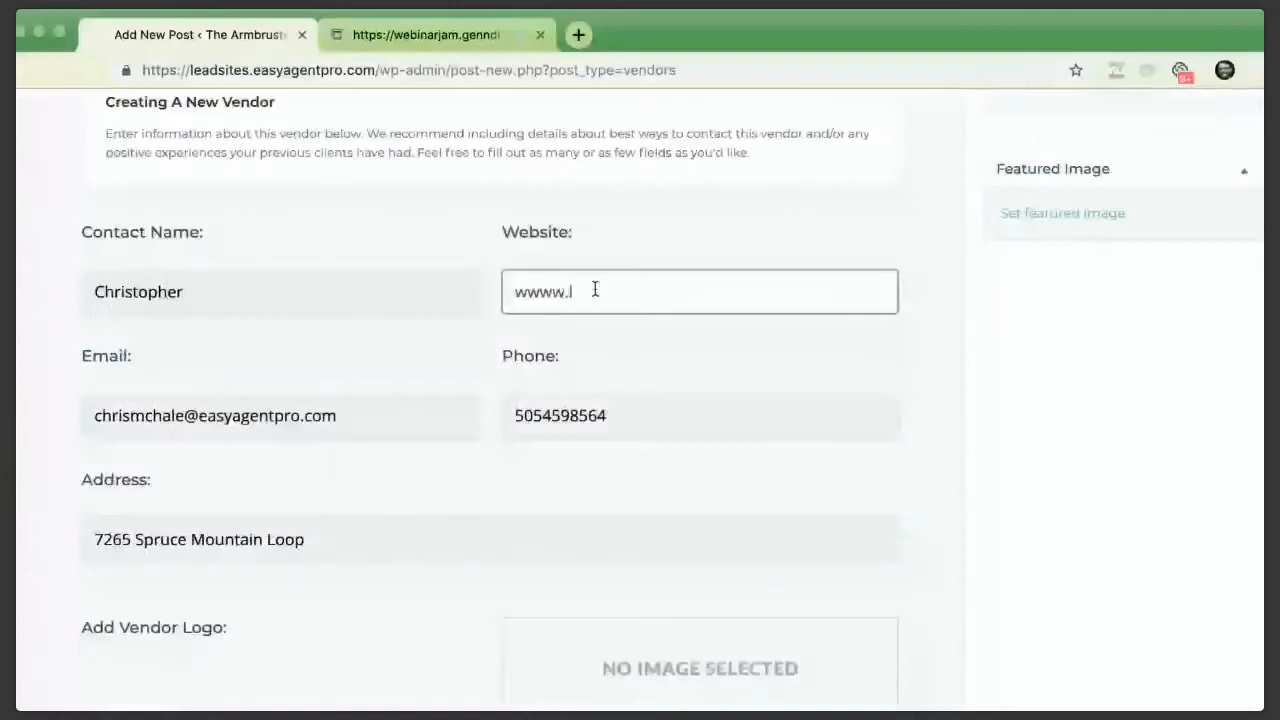 Add New Post ‹ The Armbrust
https://webinarjam.genndi
https://leadsites.easyagentpro.com/wp-admin/post-new.php?post_type=vendors
Creating A New Vendor
Enter information about this vendor below. We recommend including details about best ways to contact this vendor and/or any
positive experiences your previous clients have had. Feel free to fill out as many or as few fields as you'd like.
Featured Image
Set featured image
Contact Name:
Website:
Christopher
wwww.l
Email:
Phone:
chrismchale@easyagentpro.com
5054598564
Address:
7265 Spruce Mountain Loop
Add Vendor Logo:
NO IMAGE SELECTED